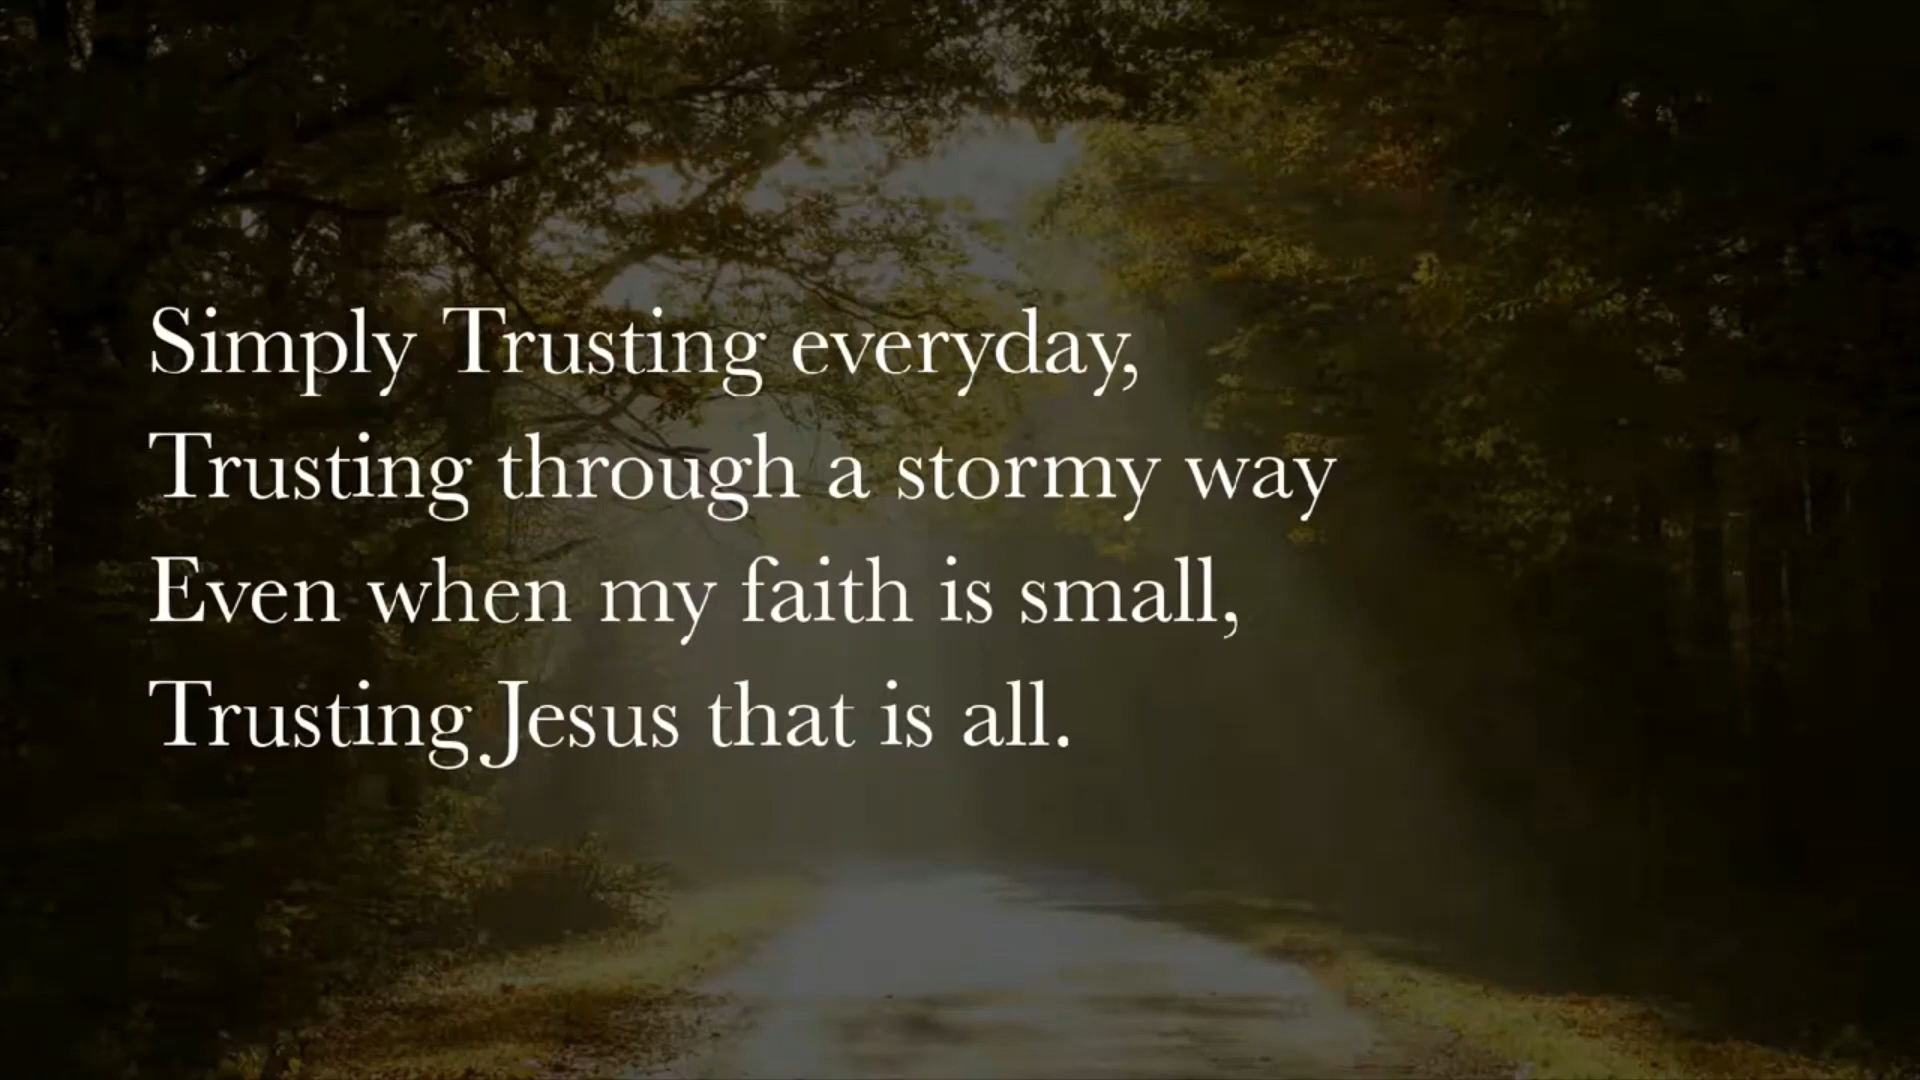 Simply Trusting everyday,
Trusting through a stormy way
Even when my faith is small,
Trusting Jesus that is all.